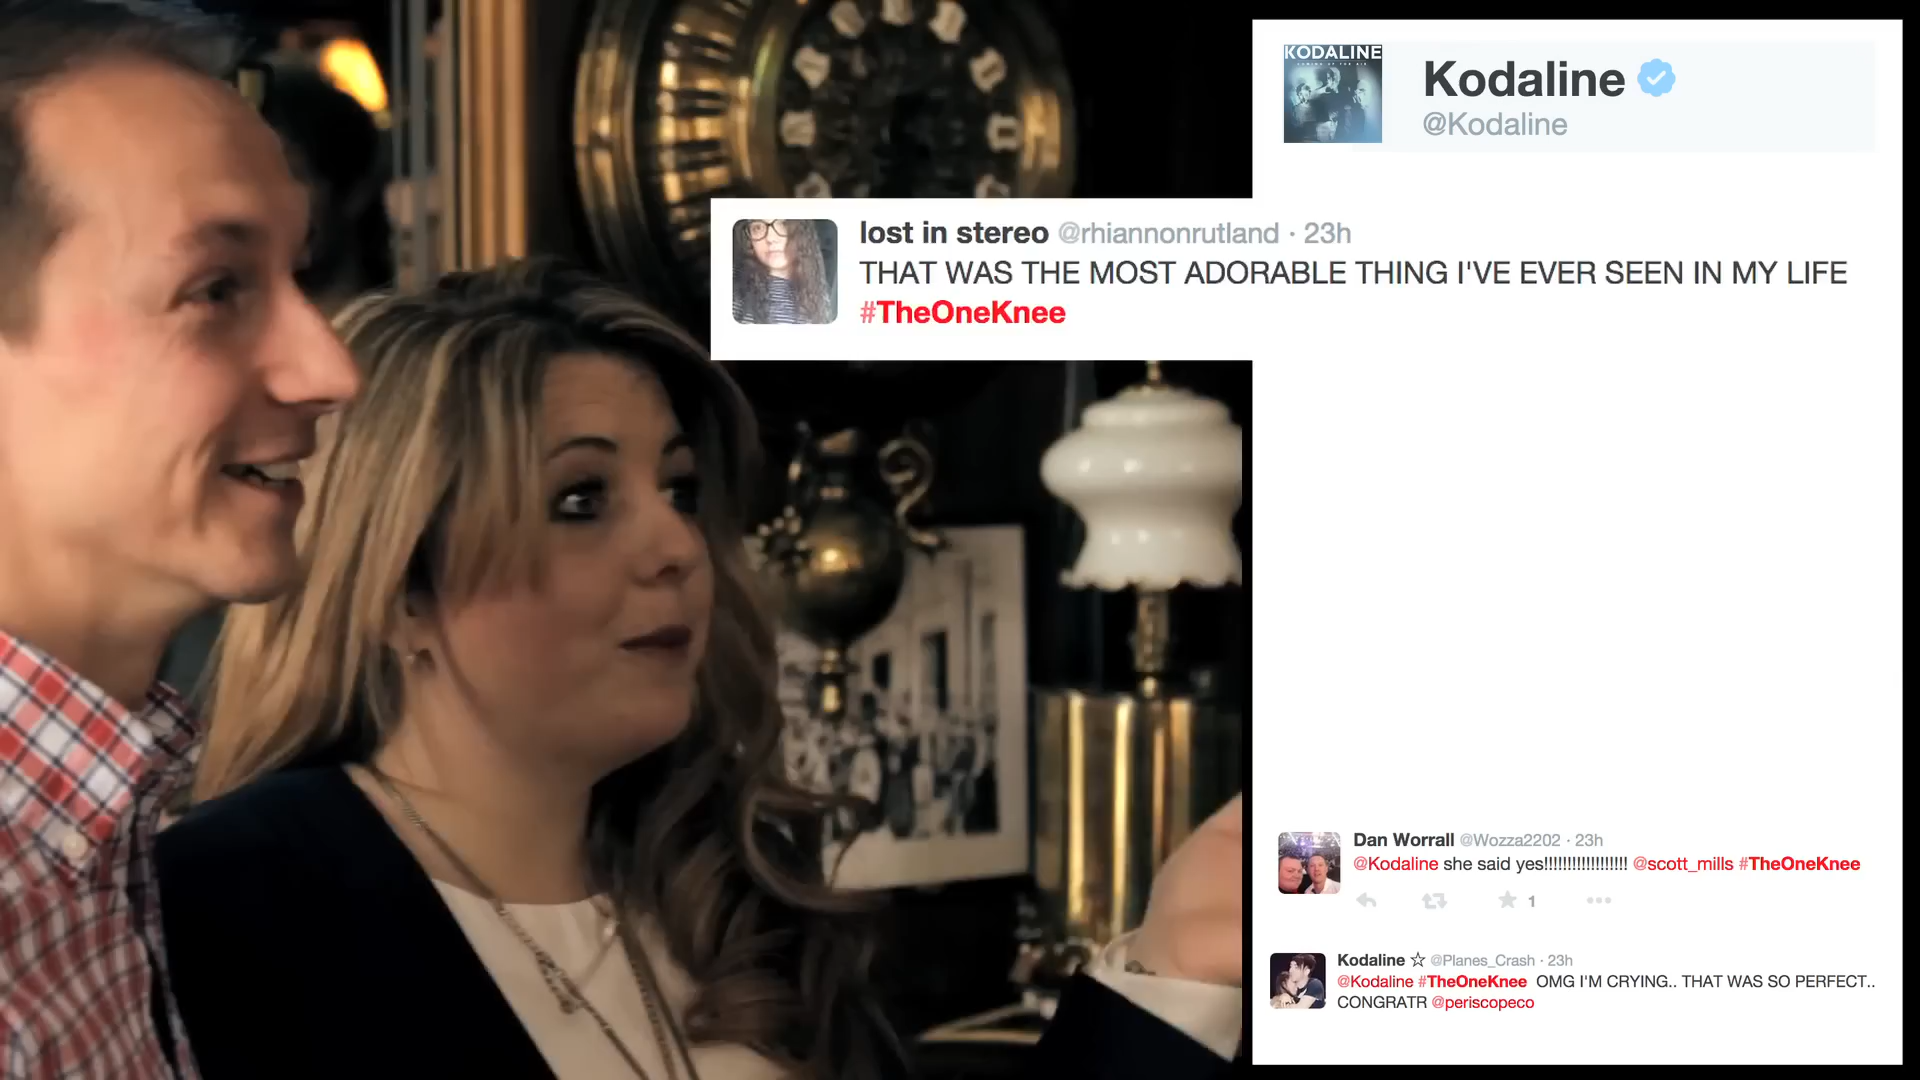 KODALINE
Kodaline
@Kodaline
lost in stereo @rhiannonrutland · 23h
THAT WAS THE MOST ADORABLE THING I'VE EVER SEEN IN MY LIFE
#TheOneKnee
Dan Worrall @Wozza2202 · 23h
@Kodaline she said yes!!!!!!!!!!!!!!!!!! @scott_mills #TheOneKnee
1
Kodaline ☆ @Planes_Crash · 23h
@Kodaline #TheOneKnee OMG I'M CRYING.. THAT WAS SO PERFECT..
CONGRATR @periscopeco